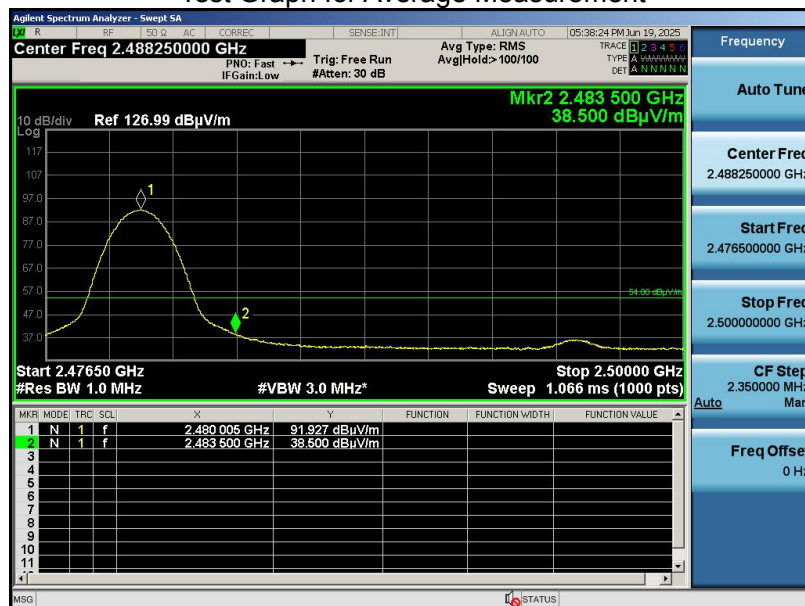 Test Graph for Average Measurement
Agilent Spectrum Analyzer - Swept SA
LXI R RF 50 Ω AC CORREC SENSE:INT ALIGN AUTO 05:38:24 PM Jun 19, 2025
Center Freq 2.488250000 GHz
PNO: Fast
IFGain:Low
Trig: Free Run
#Atten: 30 dB
Avg Type: RMS
Avg|Hold:>100/100
TRACE 1 2 3 4 5 6
TYPE A
DET A N N N N N
Mkr2 2.483 500 GHz
38.500 dBµV/m
10 dB/div Ref 126.99 dBµV/m
Log
117
107
97.0
87.0
77.0
67.0
57.0
47.0
37.0
1
2
54.00 dBµV/m
Start 2.47650 GHz Stop 2.50000 GHz
#Res BW 1.0 MHz #VBW 3.0 MHz* Sweep 1.066 ms (1000 pts)
MKR MODE TRC SCL X Y FUNCTION FUNCTION WIDTH FUNCTION VALUE
1 N 1 f 2.480 005 GHz 91.927 dBµV/m
2 N 1 f 2.483 500 GHz 38.500 dBµV/m
3
4
5
6
7
8
9
10
11
MSG STATUS
Frequency
Auto Tune
Center Freq
2.488250000 GHz
Start Freq
2.476500000 GHz
Stop Freq
2.500000000 GHz
CF Step
2.350000 MHz
Auto Man
Freq Offset
0 Hz